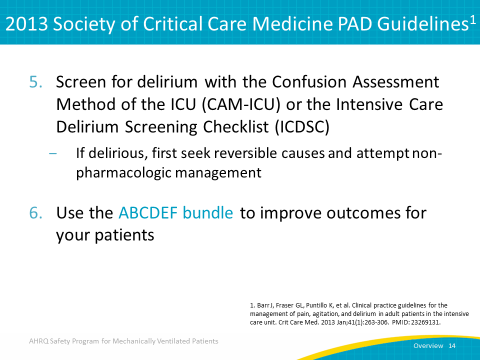 2013 Society of Critical Care Medicine PAD Guidelines1
5. Screen for delirium with the Confusion Assessment
Method of the ICU (CAM-ICU) or the Intensive Care
Delirium Screening Checklist (ICDSC)
– If delirious, first seek reversible causes and attempt non-
pharmacologic management
6. Use the ABCDEF bundle to improve outcomes for
your patients
1. Barr J, Fraser GL, Puntillo K, et al. Clinical practice guidelines for the
management of pain, agitation, and delirium in adult patients in the intensive
care unit. Crit Care Med. 2013 Jan;41(1):263-306. PMID: 23269131.
AHRQ Safety Program for Mechanically Ventilated Patients
Overview 14